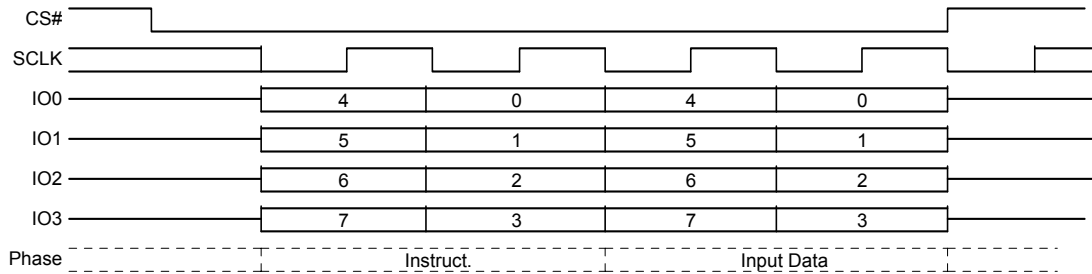 CS#
SCLK
IO0 4 0 4 0
IO1 5 1 5 1
IO2 6 2 6 2
IO3 7 3 7 3
Phase Instruct. Input Data